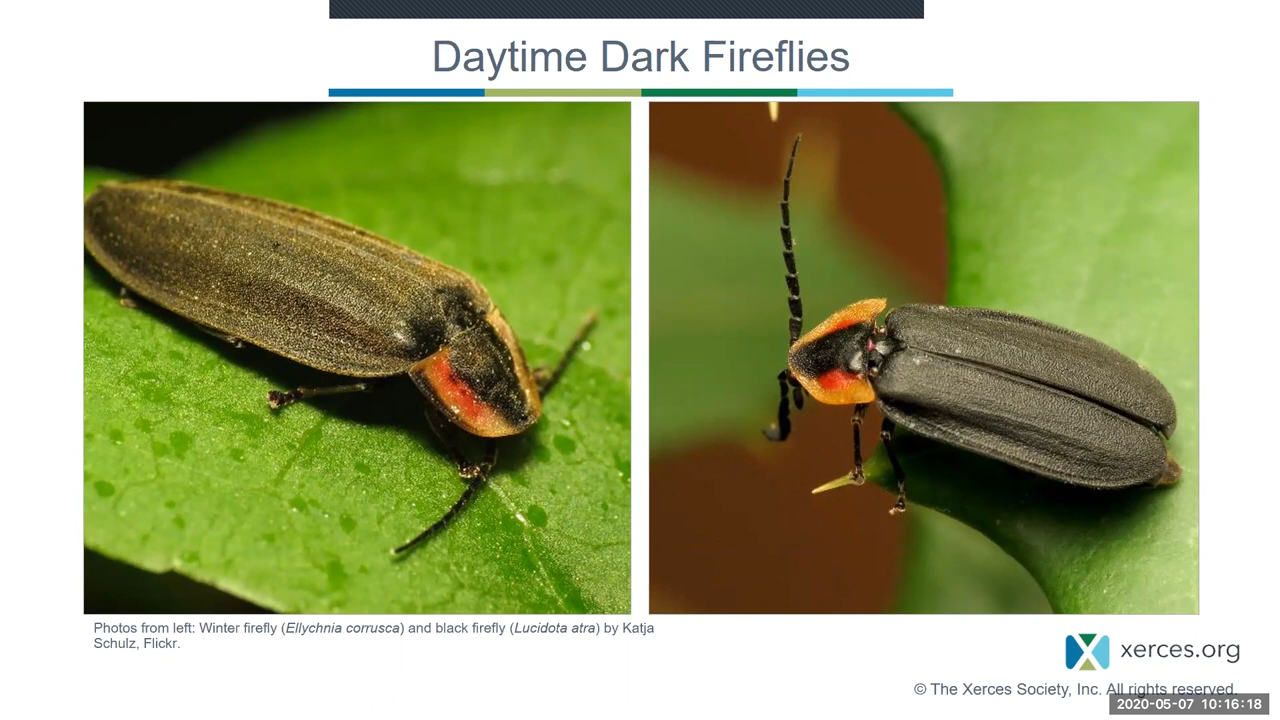 Daytime Dark Fireflies
Photos from left: Winter firefly (Ellychnia corrusca) and black firefly (Lucidota atra) by Katja
Schulz, Flickr.
xerces.org
© The Xerces Society, Inc. All rights reserved.
2020-05-07 10:16:18